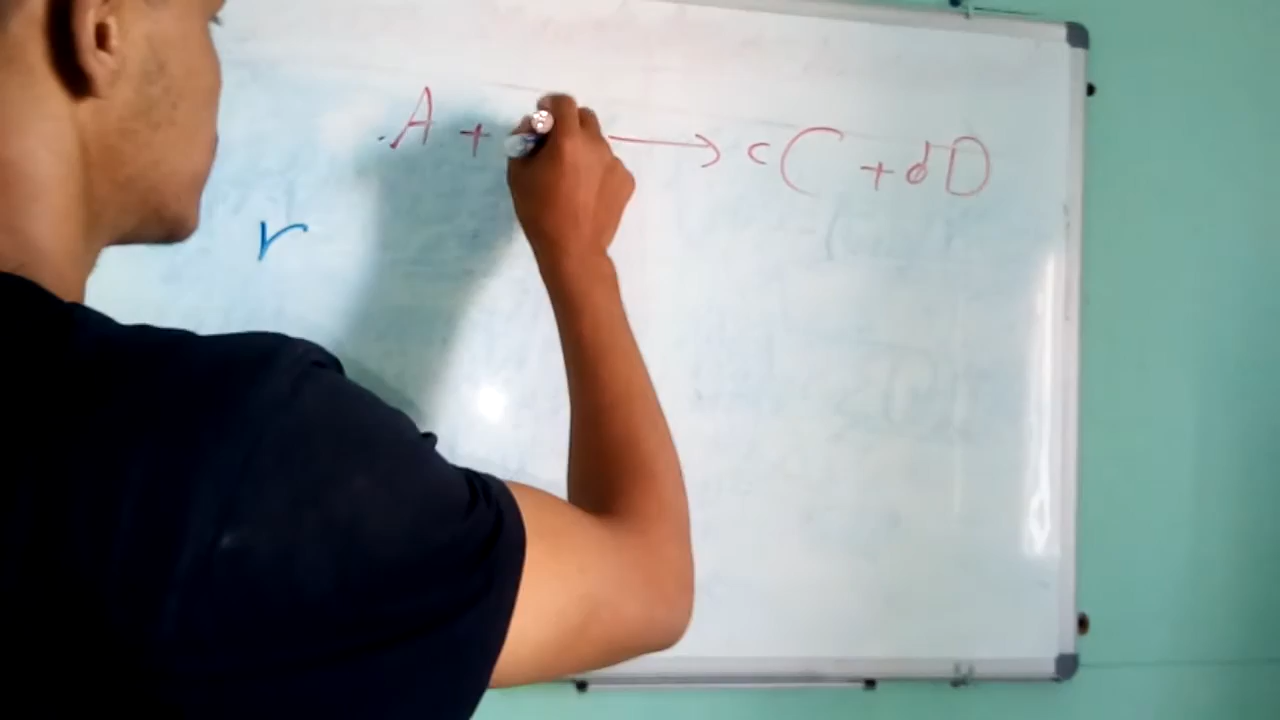 A + → cC + dD
r